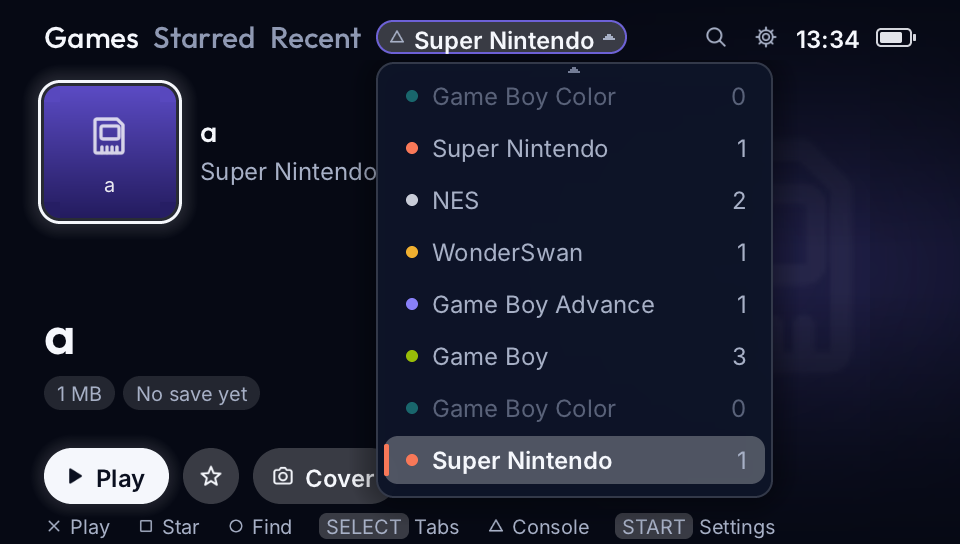 Games Starred Recent Super Nintendo 13:34
a
a
Super Nintendo
Game Boy Color 0
Super Nintendo 1
NES 2
WonderSwan 1
Game Boy Advance 1
Game Boy 3
Game Boy Color 0
Super Nintendo 1
a
1 MB No save yet
Play Cover
Play Star Find SELECT Tabs Console START Settings